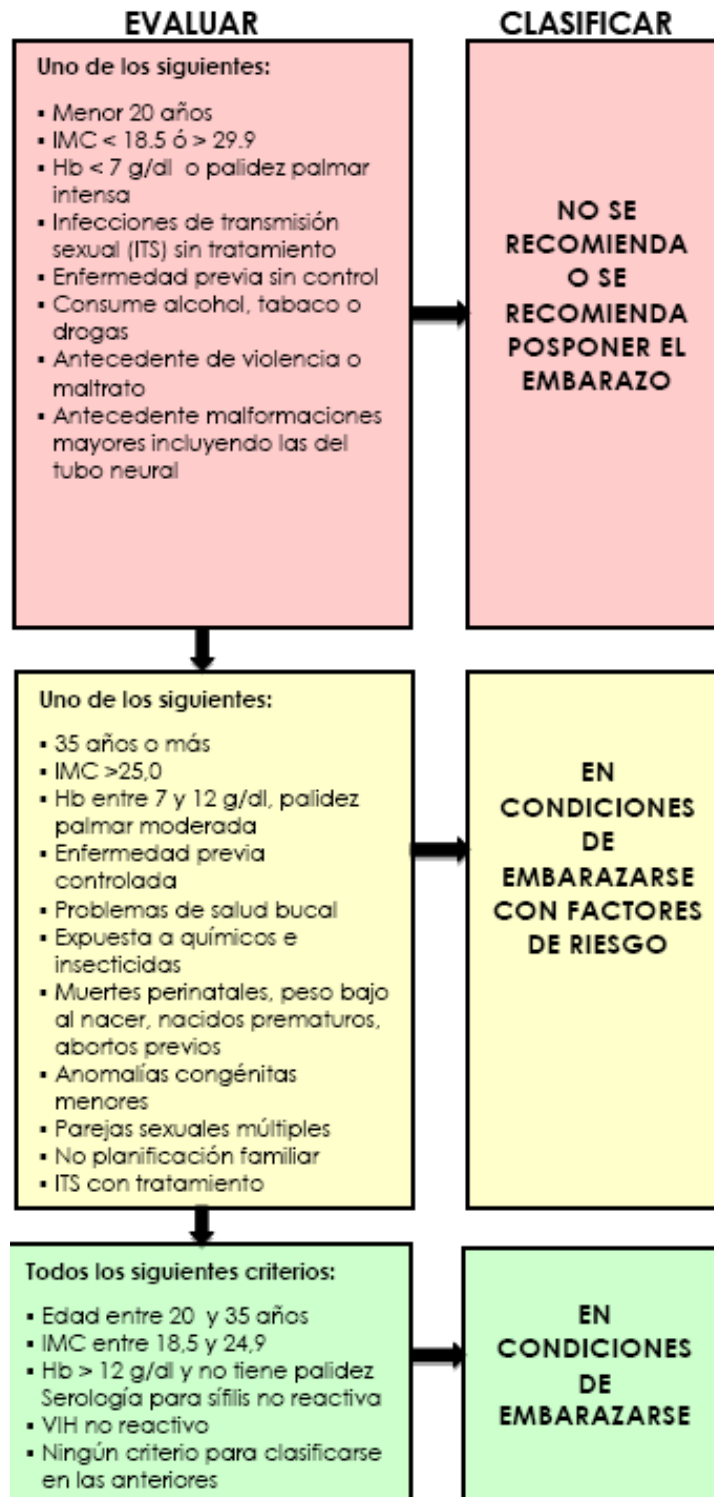 EVALUAR
CLASIFICAR
Uno de los siguientes:
▪ Menor 20 años
▪ IMC < 18.5 ó > 29.9
▪ Hb < 7 g/dl o palidez palmar
intensa
▪ Infecciones de transmisión
sexual (ITS) sin tratamiento
▪ Enfermedad previa sin control
▪ Consume alcohol, tabaco o
drogas
▪ Antecedente de violencia o
maltrato
▪ Antecedente malformaciones
mayores incluyendo las del
tubo neural
NO SE
RECOMIENDA
O SE
RECOMIENDA
POSPONER EL
EMBARAZO
Uno de los siguientes:
▪ 35 años o más
▪ IMC >25,0
▪ Hb entre 7 y 12 g/dl, palidez
palmar moderada
▪ Enfermedad previa
controlada
▪ Problemas de salud bucal
▪ Expuesta a químicos e
insecticidas
▪ Muertes perinatales, peso bajo
al nacer, nacidos prematuros,
abortos previos
▪ Anomalías congénitas
menores
▪ Parejas sexuales múltiples
▪ No planificación familiar
▪ ITS con tratamiento
EN
CONDICIONES
DE
EMBARAZARSE
CON FACTORES
DE RIESGO
Todos los siguientes criterios:
▪ Edad entre 20 y 35 años
▪ IMC entre 18,5 y 24,9
▪ Hb > 12 g/dl y no tiene palidez
Serología para sífilis no reactiva
▪ VIH no reactivo
▪ Ningún criterio para clasificarse
en las anteriores
EN
CONDICIONES
DE
EMBARAZARSE